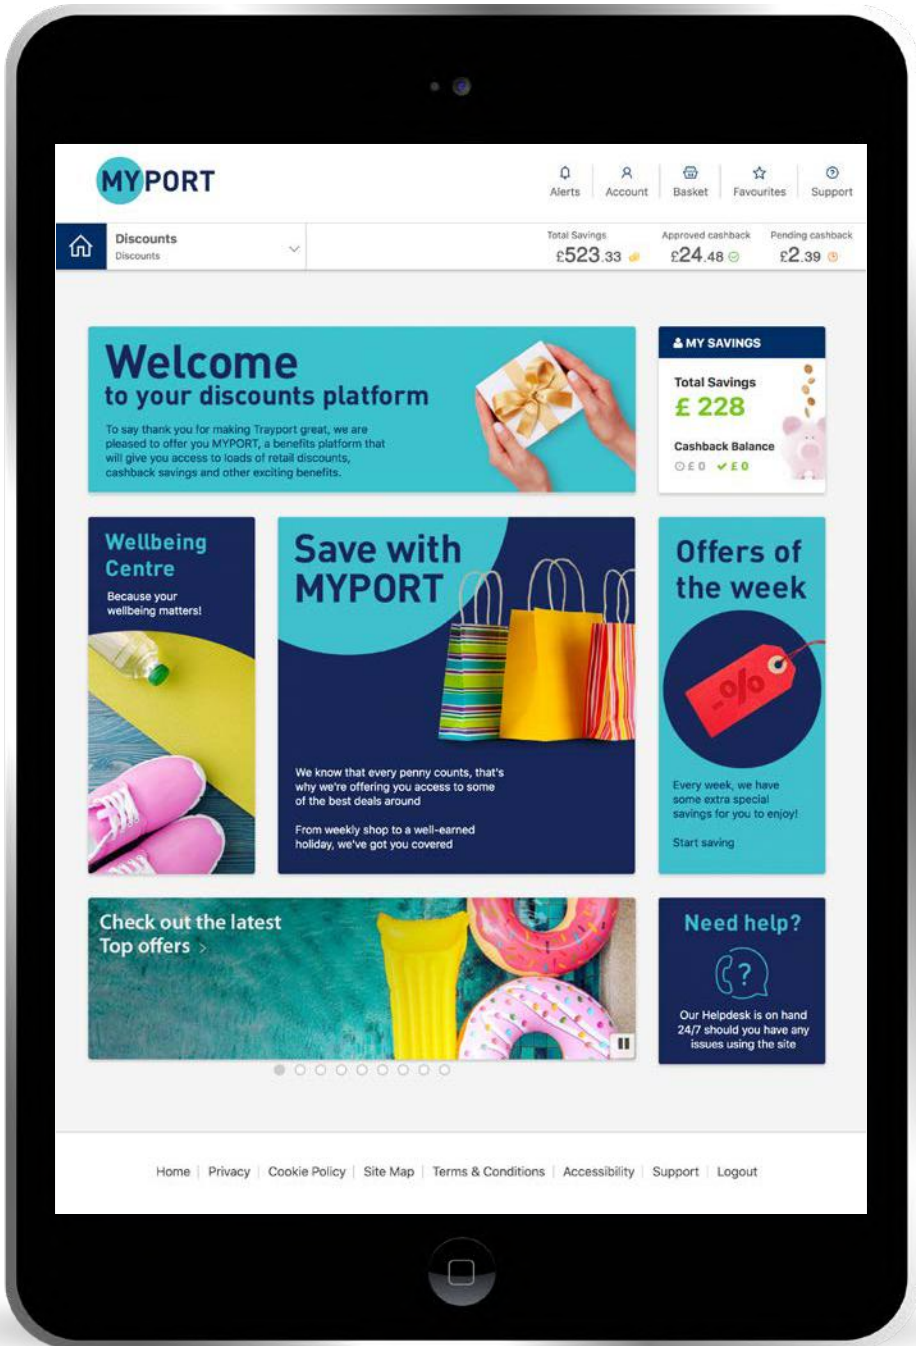 MYPORT
Alerts
Account
Basket
Favourites
Support
Discounts
Discounts
Total Savings
£523.33
Approved cashback
£24.48
Pending cashback
£2.39
Welcome
to your discounts platform
To say thank you for making Trayport great, we are
pleased to offer you MYPORT, a benefits platform that
will give you access to loads of retail discounts,
cashback savings and other exciting benefits.
MY SAVINGS
Total Savings
£ 228
Cashback Balance
£ 0 £ 0
Wellbeing
Centre
Because your
wellbeing matters!
Save with
MYPORT
We know that every penny counts, that's
why we're offering you access to some
of the best deals around
From weekly shop to a well-earned
holiday, we've got you covered
Offers of
the week
-%
Every week, we have
some extra special
savings for you to enjoy!
Start saving
Check out the latest
Top offers >
Need help?
?
Our Helpdesk is on hand
24/7 should you have any
issues using the site
Home | Privacy | Cookie Policy | Site Map | Terms & Conditions | Accessibility | Support | Logout